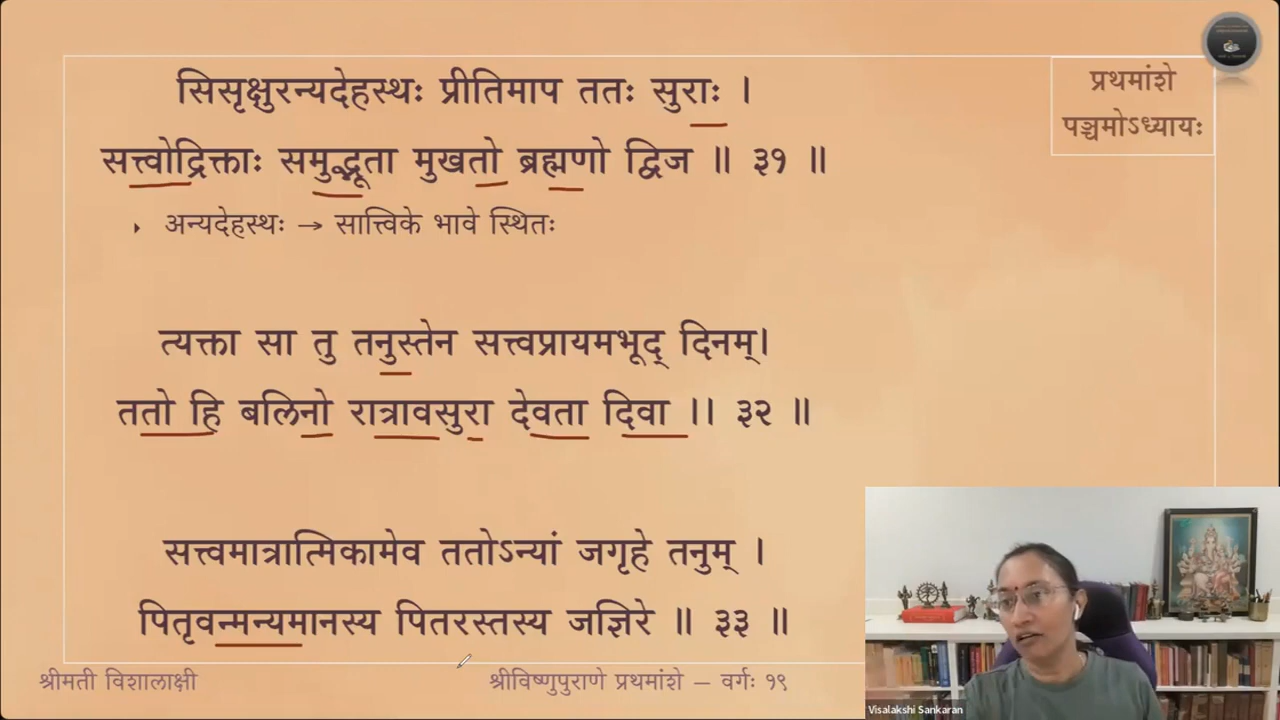 सिसृक्षुरन्यदेहस्थः प्रीतिमाप ततः सुराः ।
सत्त्वोद्रिक्ताः समुद्भूता मुखतो ब्रह्मणो द्विज ॥ ३१ ॥
अन्यदेहस्थः → सात्त्विके भावे स्थितः
त्यक्ता सा तु तनुस्तेन सत्त्वप्रायमभूद् दिनम्।
ततो हि बलिनो रात्रावसुरा देवता दिवा ।। ३२ ॥
सत्त्वमात्रात्मिकामेव ततोऽन्यां जगृहे तनुम् ।
पितृवन्मन्यमानस्य पितरस्तस्य जज्ञिरे ॥ ३३ ॥
प्रथमांशे
पञ्चमोऽध्यायः
श्रीमती विशालाक्षी
श्रीविष्णुपुराणे प्रथमांशे – वर्गः १९
Visalakshi Sankaran